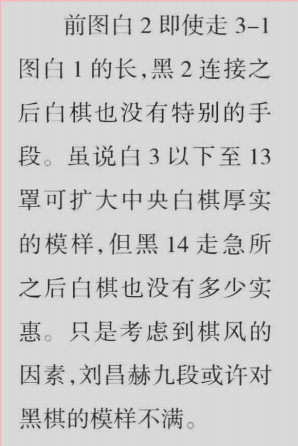 前图白 2 即使走 3–1
图白 1 的长,黑 2 连接之
后白棋也没有特别的手
段。虽说白 3 以下至 13
罩可扩大中央白棋厚实
的模样,但黑 14 走急所
之后白棋也没有多少实
惠。只是考虑到棋风的
因素,刘昌赫九段或许对
黑棋的模样不满。